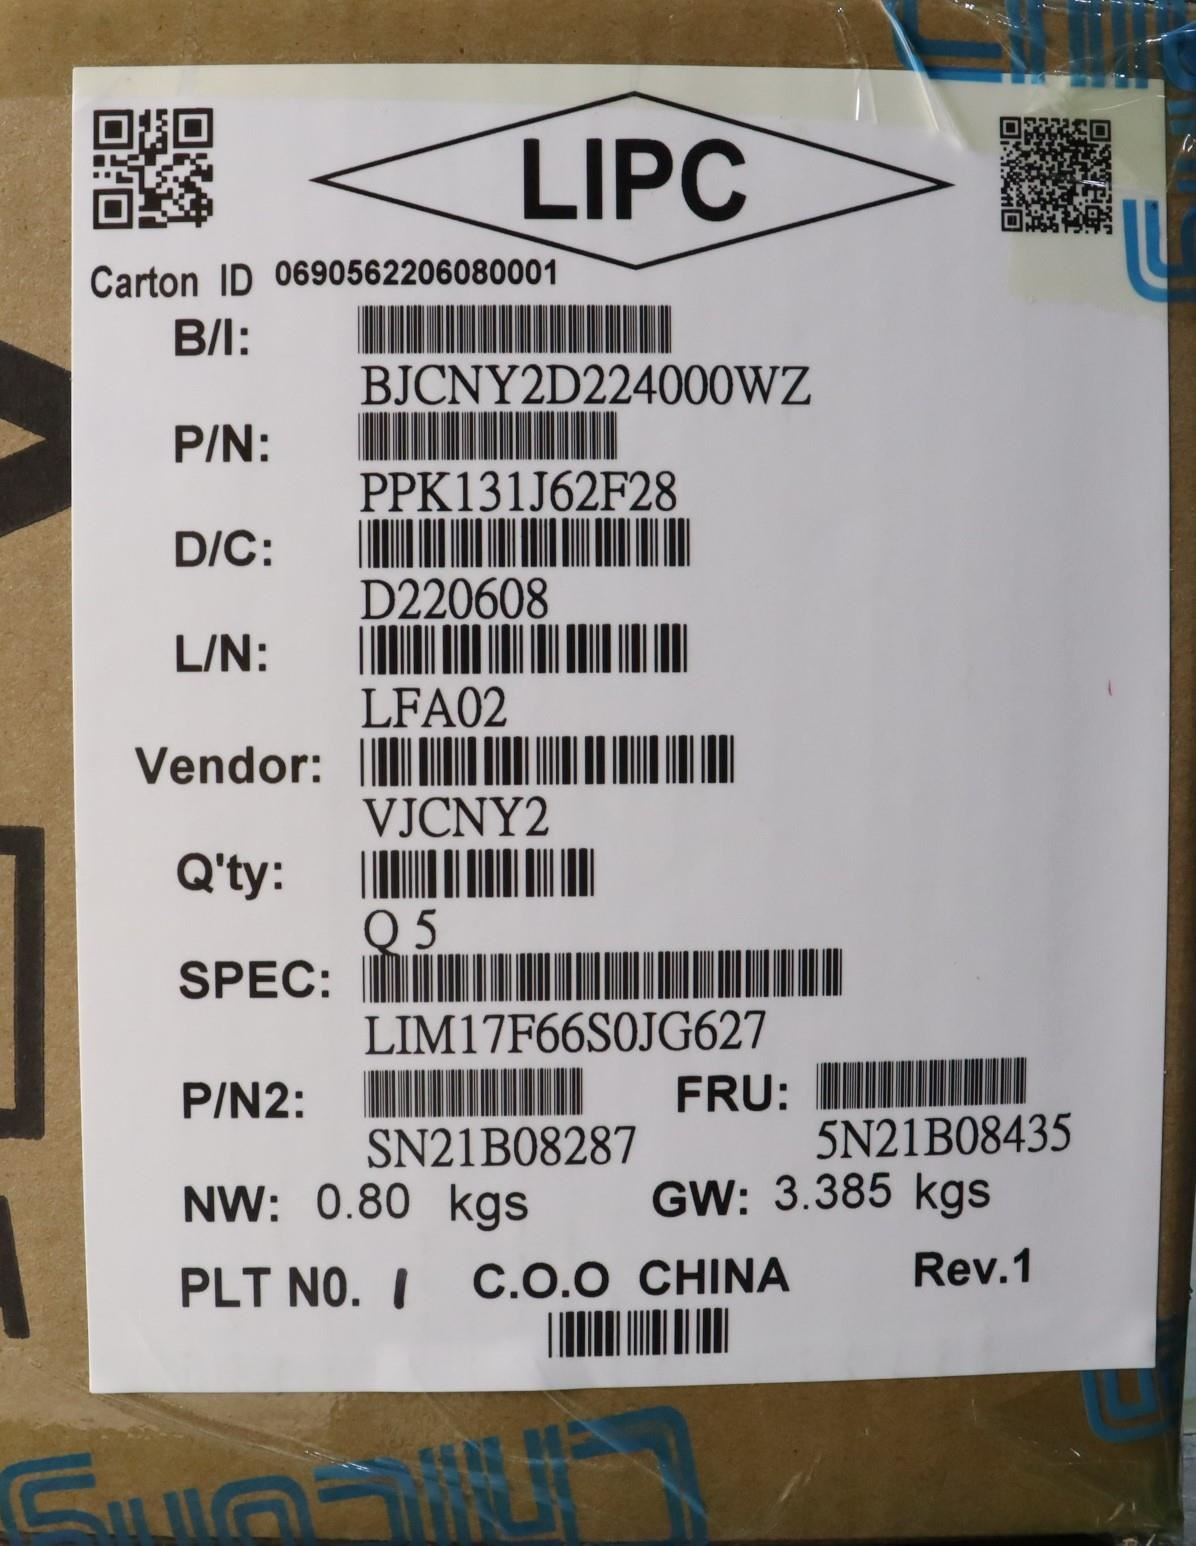 LIPC
Carton ID 0690562206080001
B/I:
BJCNY2D224000WZ
P/N:
PPK131J62F28
D/C:
D220608
L/N:
LFA02
Vendor:
VJCNY2
Q'ty:
Q 5
SPEC:
LIM17F66S0JG627
P/N2: FRU:
SN21B08287 5N21B08435
NW: 0.80 kgs GW: 3.385 kgs
PLT N0. 1 C.O.O CHINA Rev.1